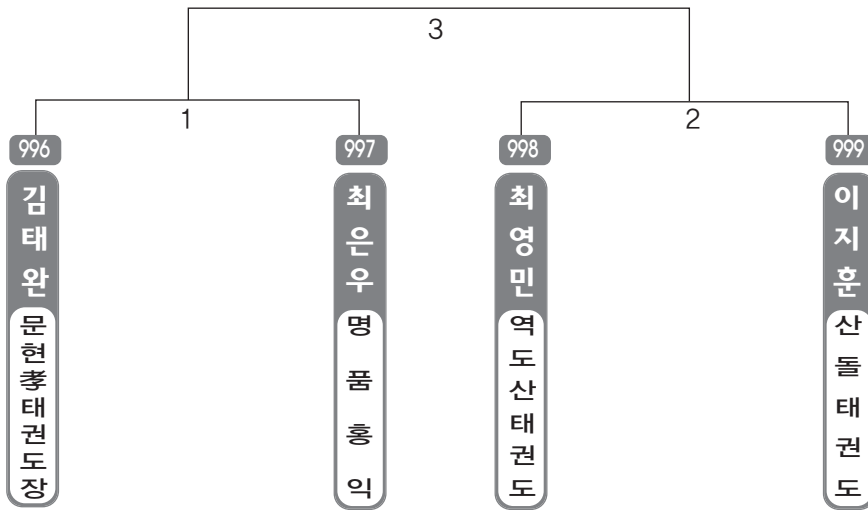 3
1
2
996
997
998
999
김태완
최은우
최영민
이지훈
문현孝태권도장
명품홍익
역도산태권도
산돌태권도